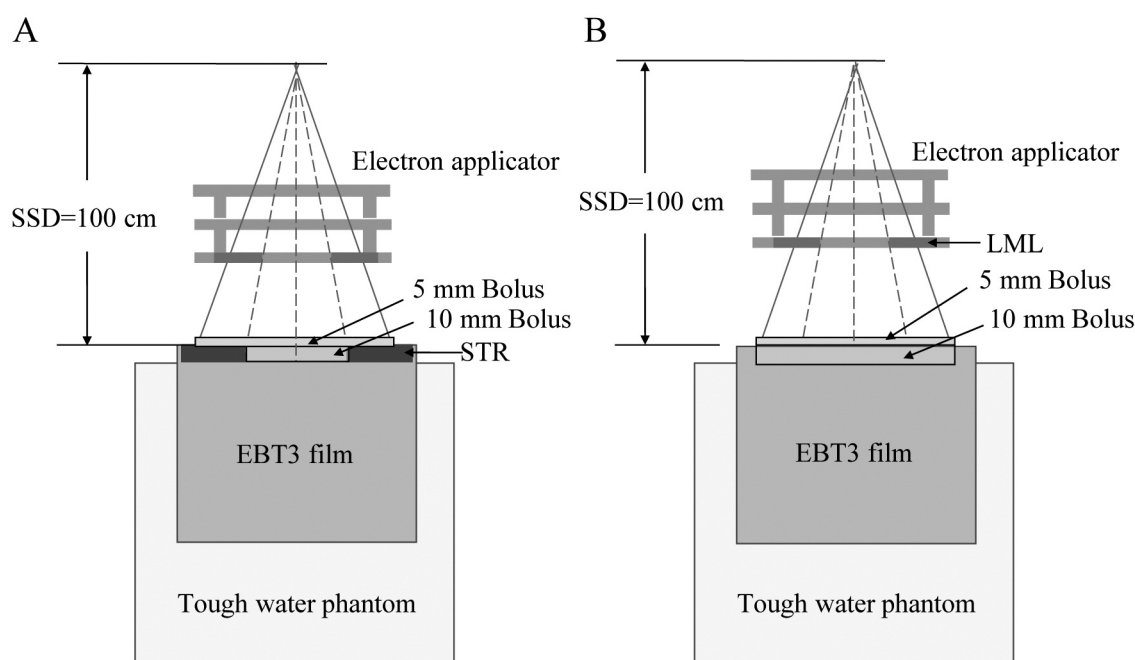 A
Electron applicator
SSD=100 cm
5 mm Bolus
10 mm Bolus
STR
EBT3 film
Tough water phantom
B
Electron applicator
SSD=100 cm
LML
5 mm Bolus
10 mm Bolus
EBT3 film
Tough water phantom